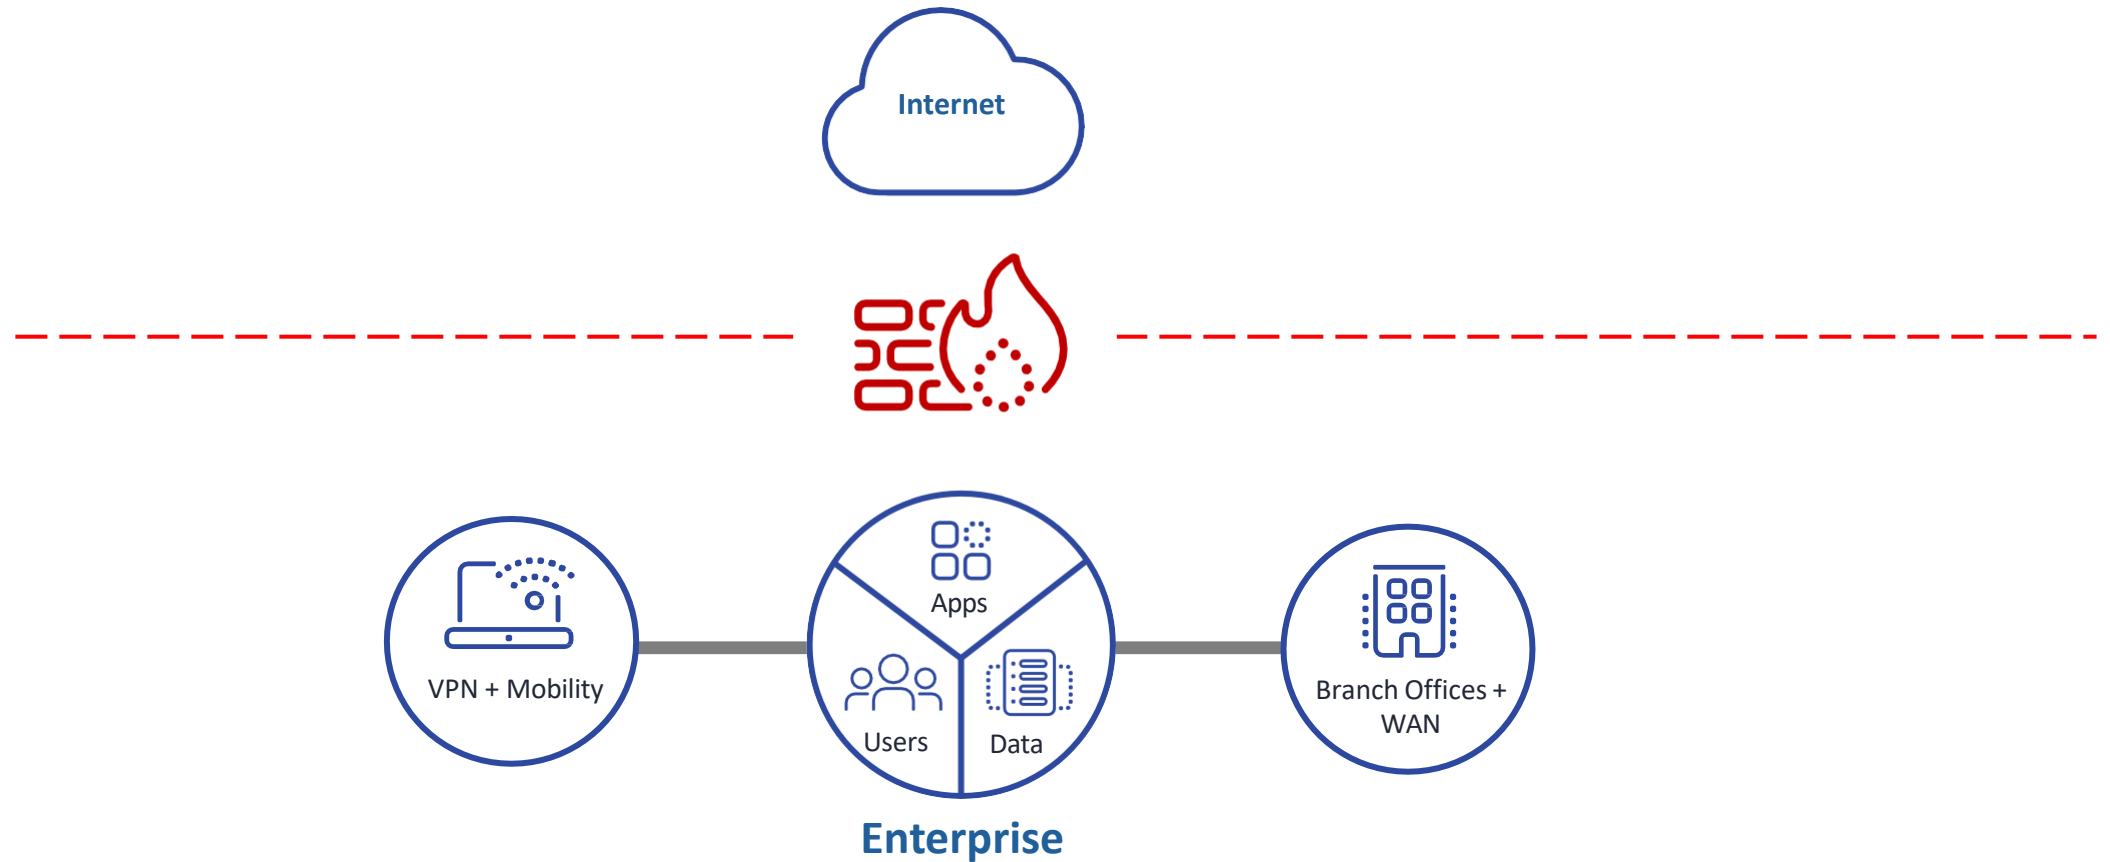 Internet
Apps
VPN + Mobility
Users
Data
Branch Offices +
WAN
Enterprise